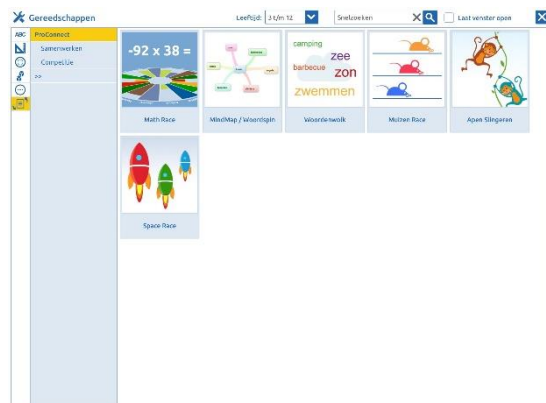 Gereedschappen
Leeftijd: 3 t/m 12
Snelzoeken
Laat venster open
ABC
ProConnect
Samenwerken
Competitie
>>
-92 x 38 =
Math Race
MindMap / Woordspin
camping
zee
barbecue
zon
zwemmen
Woordenwolk
Muizen Race
Apen Slingeren
Space Race